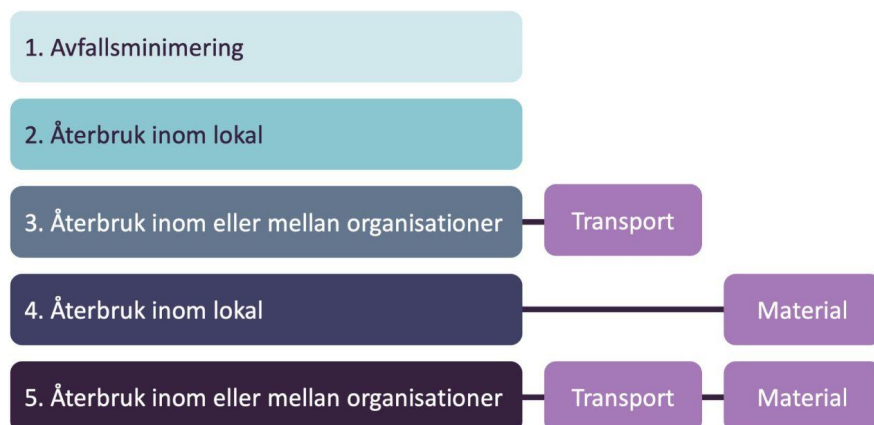 1. Avfallsminimering
2. Återbruk inom lokal
3. Återbruk inom eller mellan organisationer
Transport
4. Återbruk inom lokal
Material
5. Återbruk inom eller mellan organisationer
Transport
Material